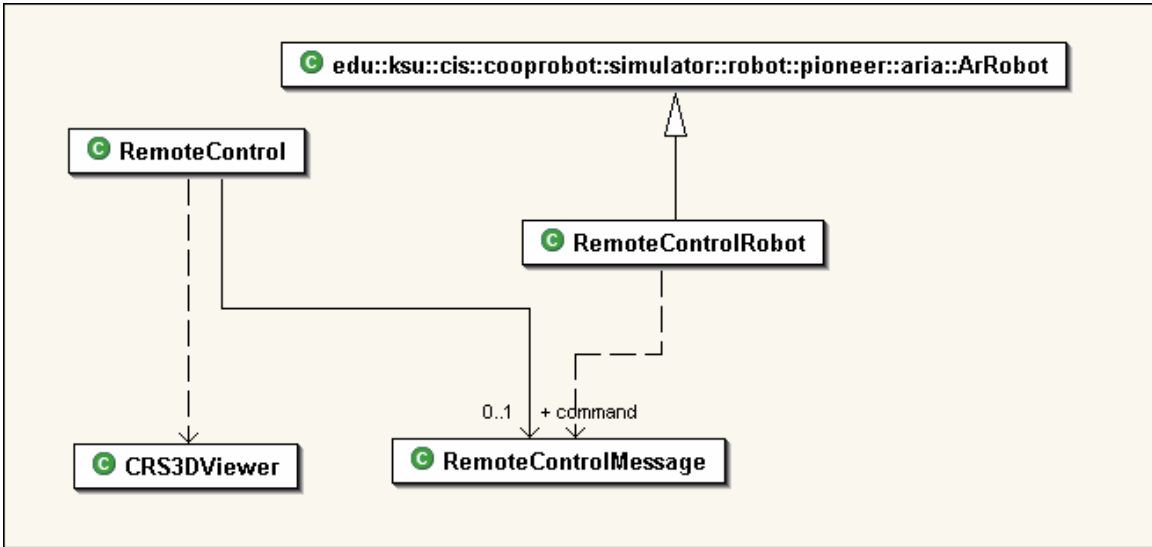 C edu::ksu::cis::cooprobot::simulator::robot::pioneer::aria::ArRobot
C RemoteControl
C RemoteControlRobot
0..1 + command
C CRS3DViewer
C RemoteControlMessage